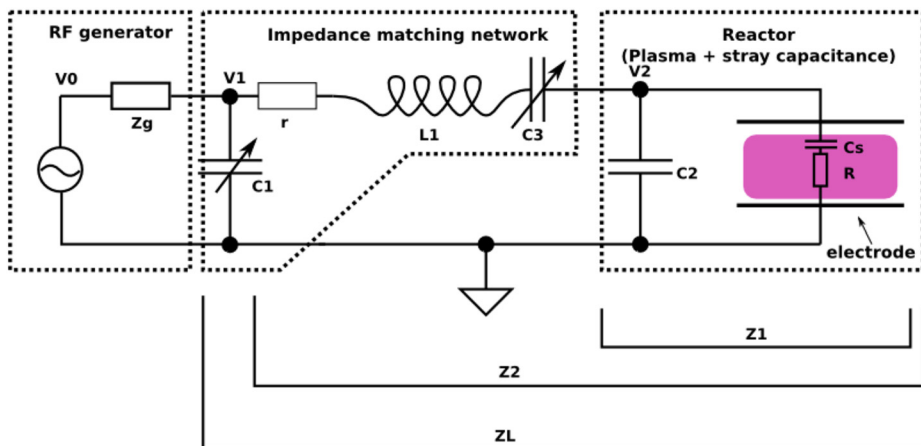 RF generator
Impedance matching network
Reactor
(Plasma + stray capacitance)
V0
V1
V2
Zg
r
L1
C3
C1
C2
Cs
R
electrode
Z1
Z2
ZL